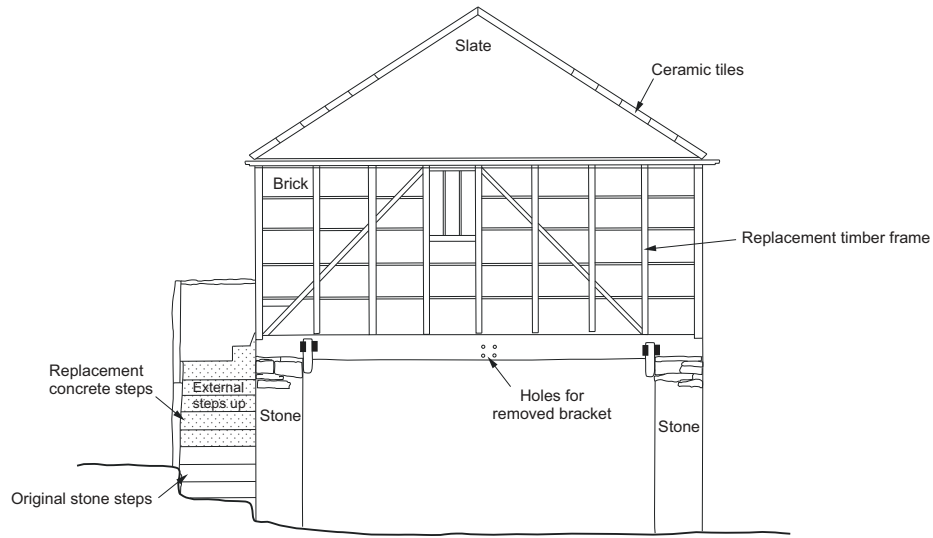 Slate
Ceramic tiles
Brick
Replacement timber frame
Replacement
concrete steps
External
steps up
Holes for
removed bracket
Stone
Stone
Original stone steps